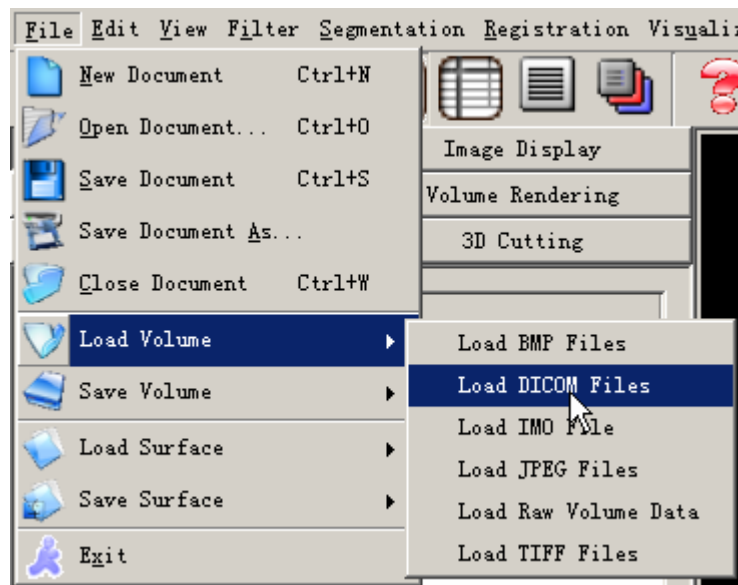 File Edit View Filter Segmentation Registration
New Document Ctrl+N
Open Document... Ctrl+O
Save Document Ctrl+S
Save Document As...
Close Document Ctrl+W
Load Volume
Save Volume
Load Surface
Save Surface
Exit
Image Display
Volume Rendering
3D Cutting
Load BMP Files
Load DICOM Files
Load IMO File
Load JPEG Files
Load Raw Volume Data
Load TIFF Files